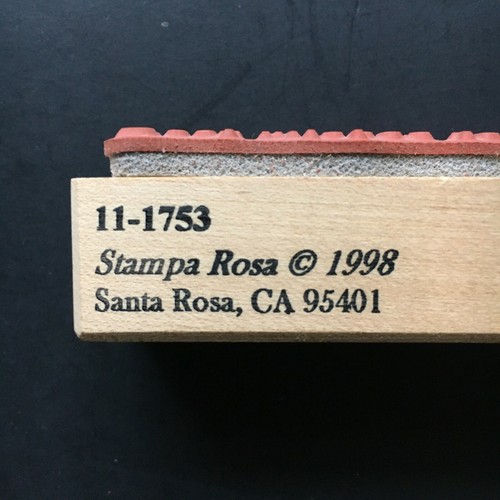 11-1753
Stampa Rosa © 1998
Santa Rosa, CA 95401